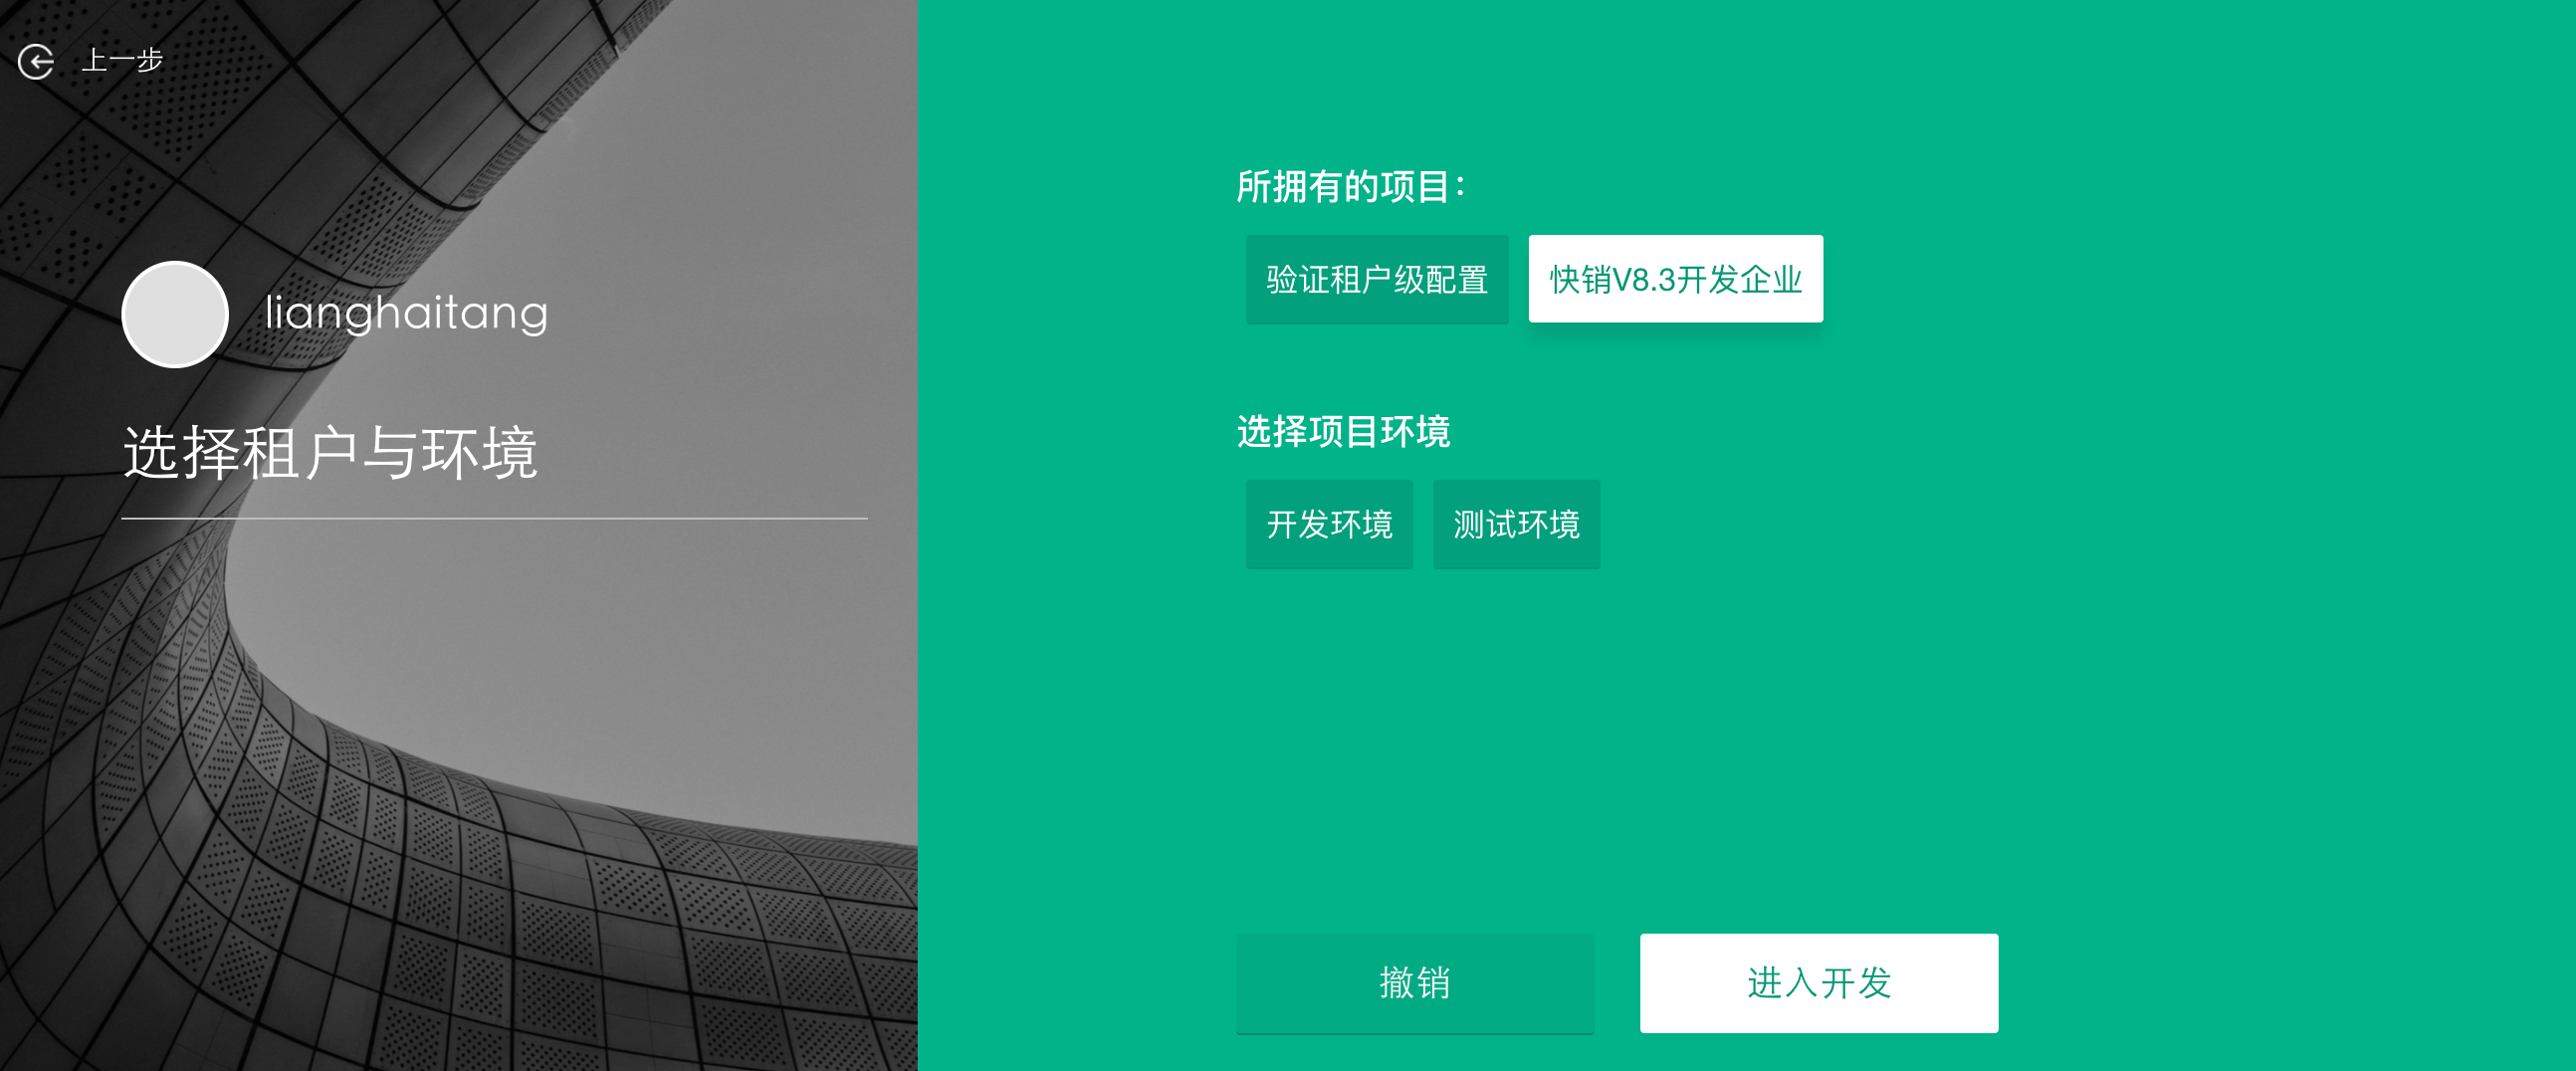 上一步
lianghaitang
选择租户与环境
所拥有的项目：
验证租户级配置
快销V8.3开发企业
选择项目环境
开发环境
测试环境
撤销
进入开发